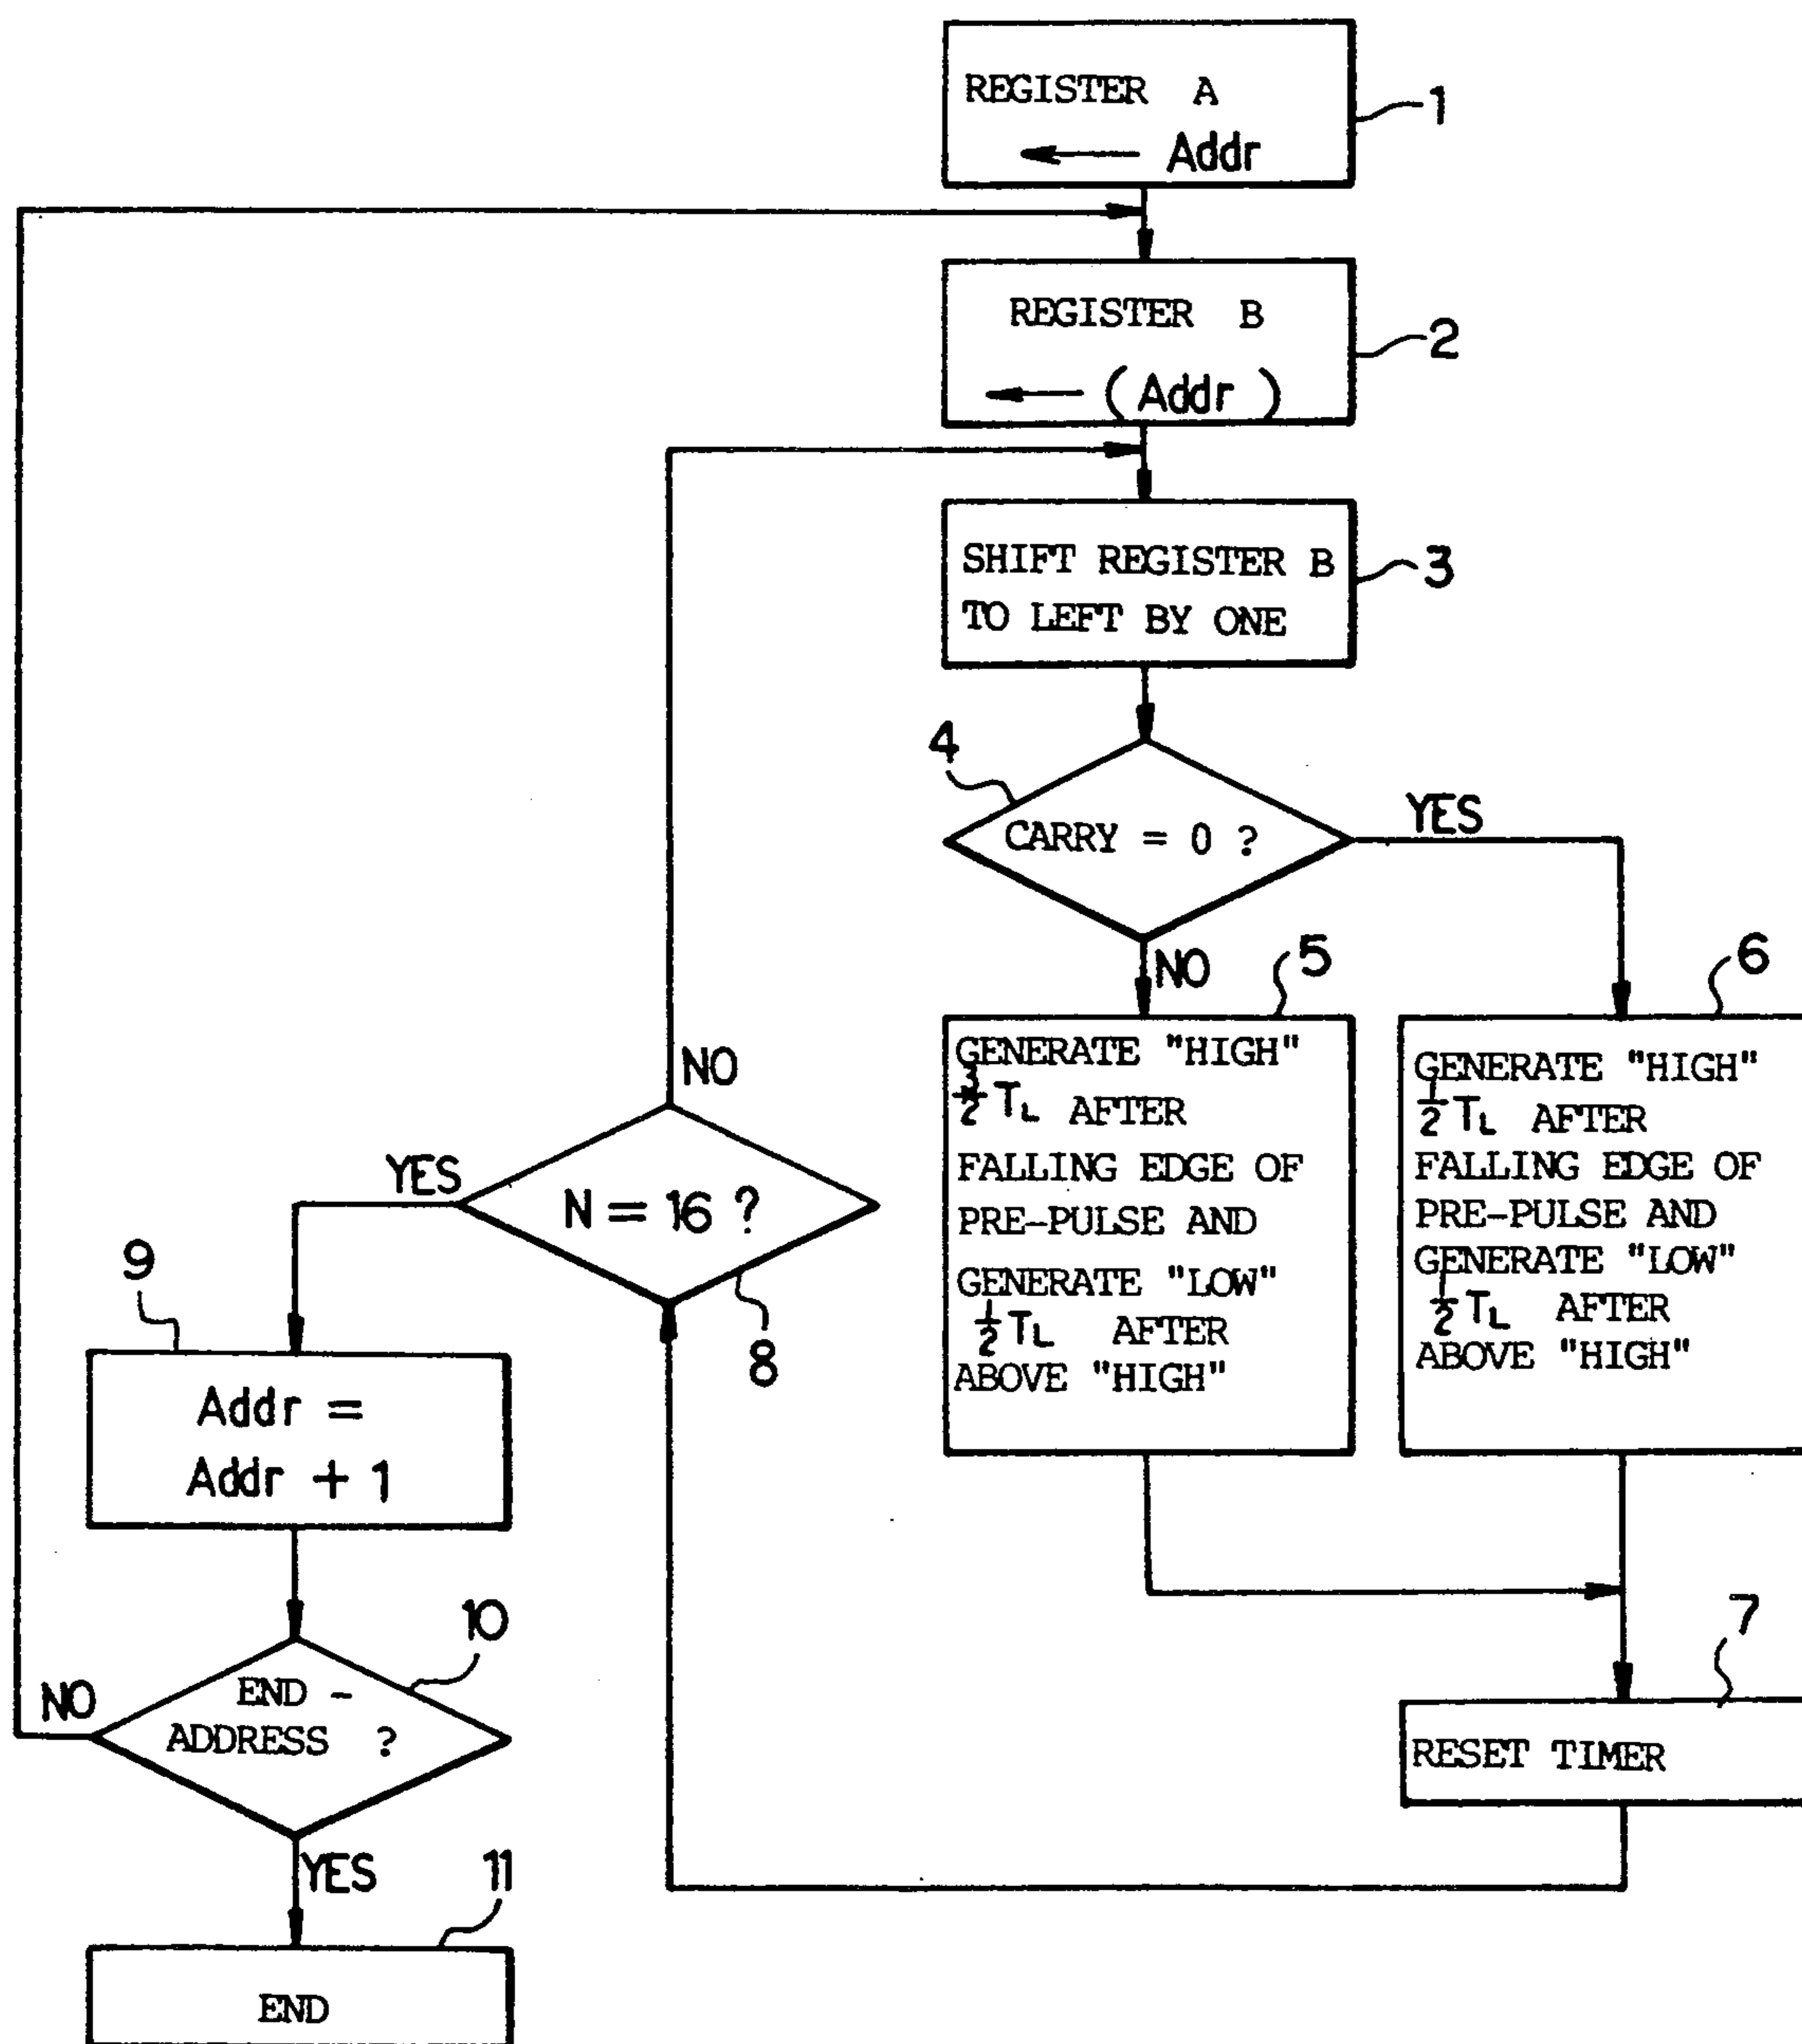 REGISTER A
← Addr
1
REGISTER B
← (Addr)
2
SHIFT REGISTER B
TO LEFT BY ONE
3
4
CARRY = 0 ?
YES
NO
5
GENERATE "HIGH"
3/2 TL AFTER
FALLING EDGE OF
PRE-PULSE AND
GENERATE "LOW"
1/2 TL AFTER
ABOVE "HIGH"
6
GENERATE "HIGH"
1/2 TL AFTER
FALLING EDGE OF
PRE-PULSE AND
GENERATE "LOW"
1/2 TL AFTER
ABOVE "HIGH"
7
RESET TIMER
NO
YES
N = 16 ?
8
9
Addr =
Addr + 1
10
NO
END -
ADDRESS ?
YES
11
END